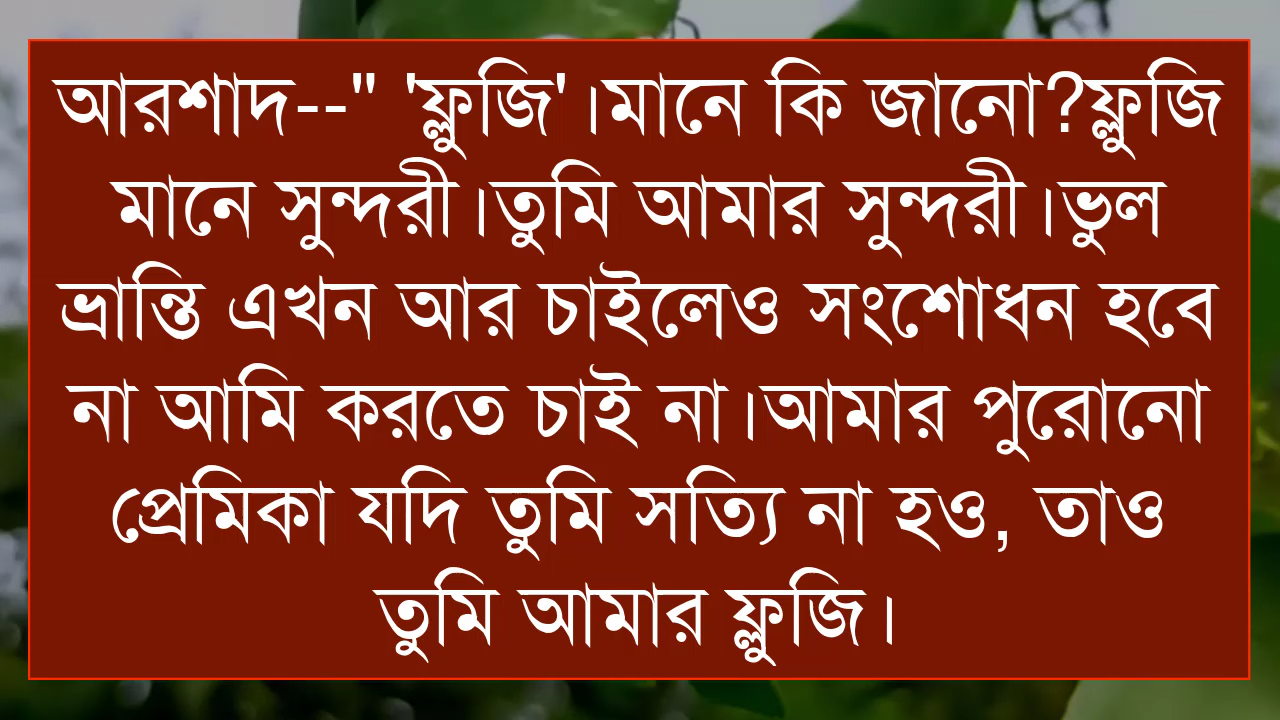 আরশাদ--" 'ফ্লুজি'।মানে কি জানো?ফ্লুজি
মানে সুন্দরী।তুমি আমার সুন্দরী।ভুল
ভ্রান্তি এখন আর চাইলেও সংশোধন হবে
না আমি করতে চাই না।আমার পুরোনো
প্রেমিকা যদি তুমি সত্যি না হও, তাও
তুমি আমার ফ্লুজি।